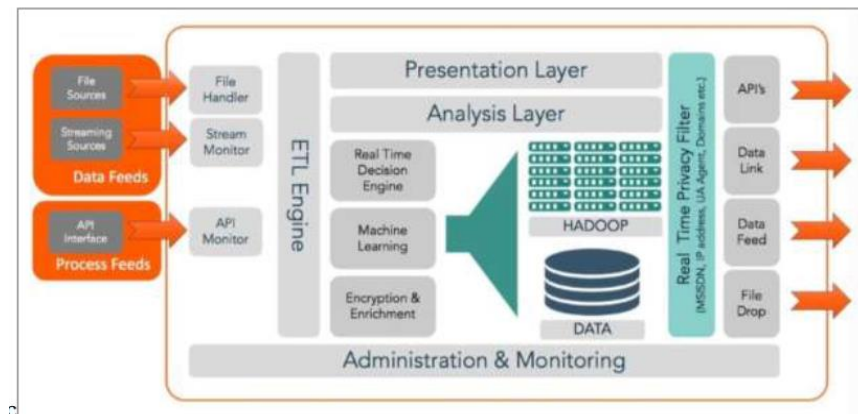 File
Sources
Streaming
Sources
Data Feeds
API
Interface
Process Feeds
File
Handler
Stream
Monitor
API
Monitor
ETL Engine
Presentation Layer
Analysis Layer
Real Time
Decision
Engine
Machine
Learning
Encryption &
Enrichment
HADOOP
DATA
Real Time Privacy Filter
(MSISDN, IP address, UA Agent, Domains etc.)
API's
Data
Link
Data
Feed
File
Drop
Administration & Monitoring